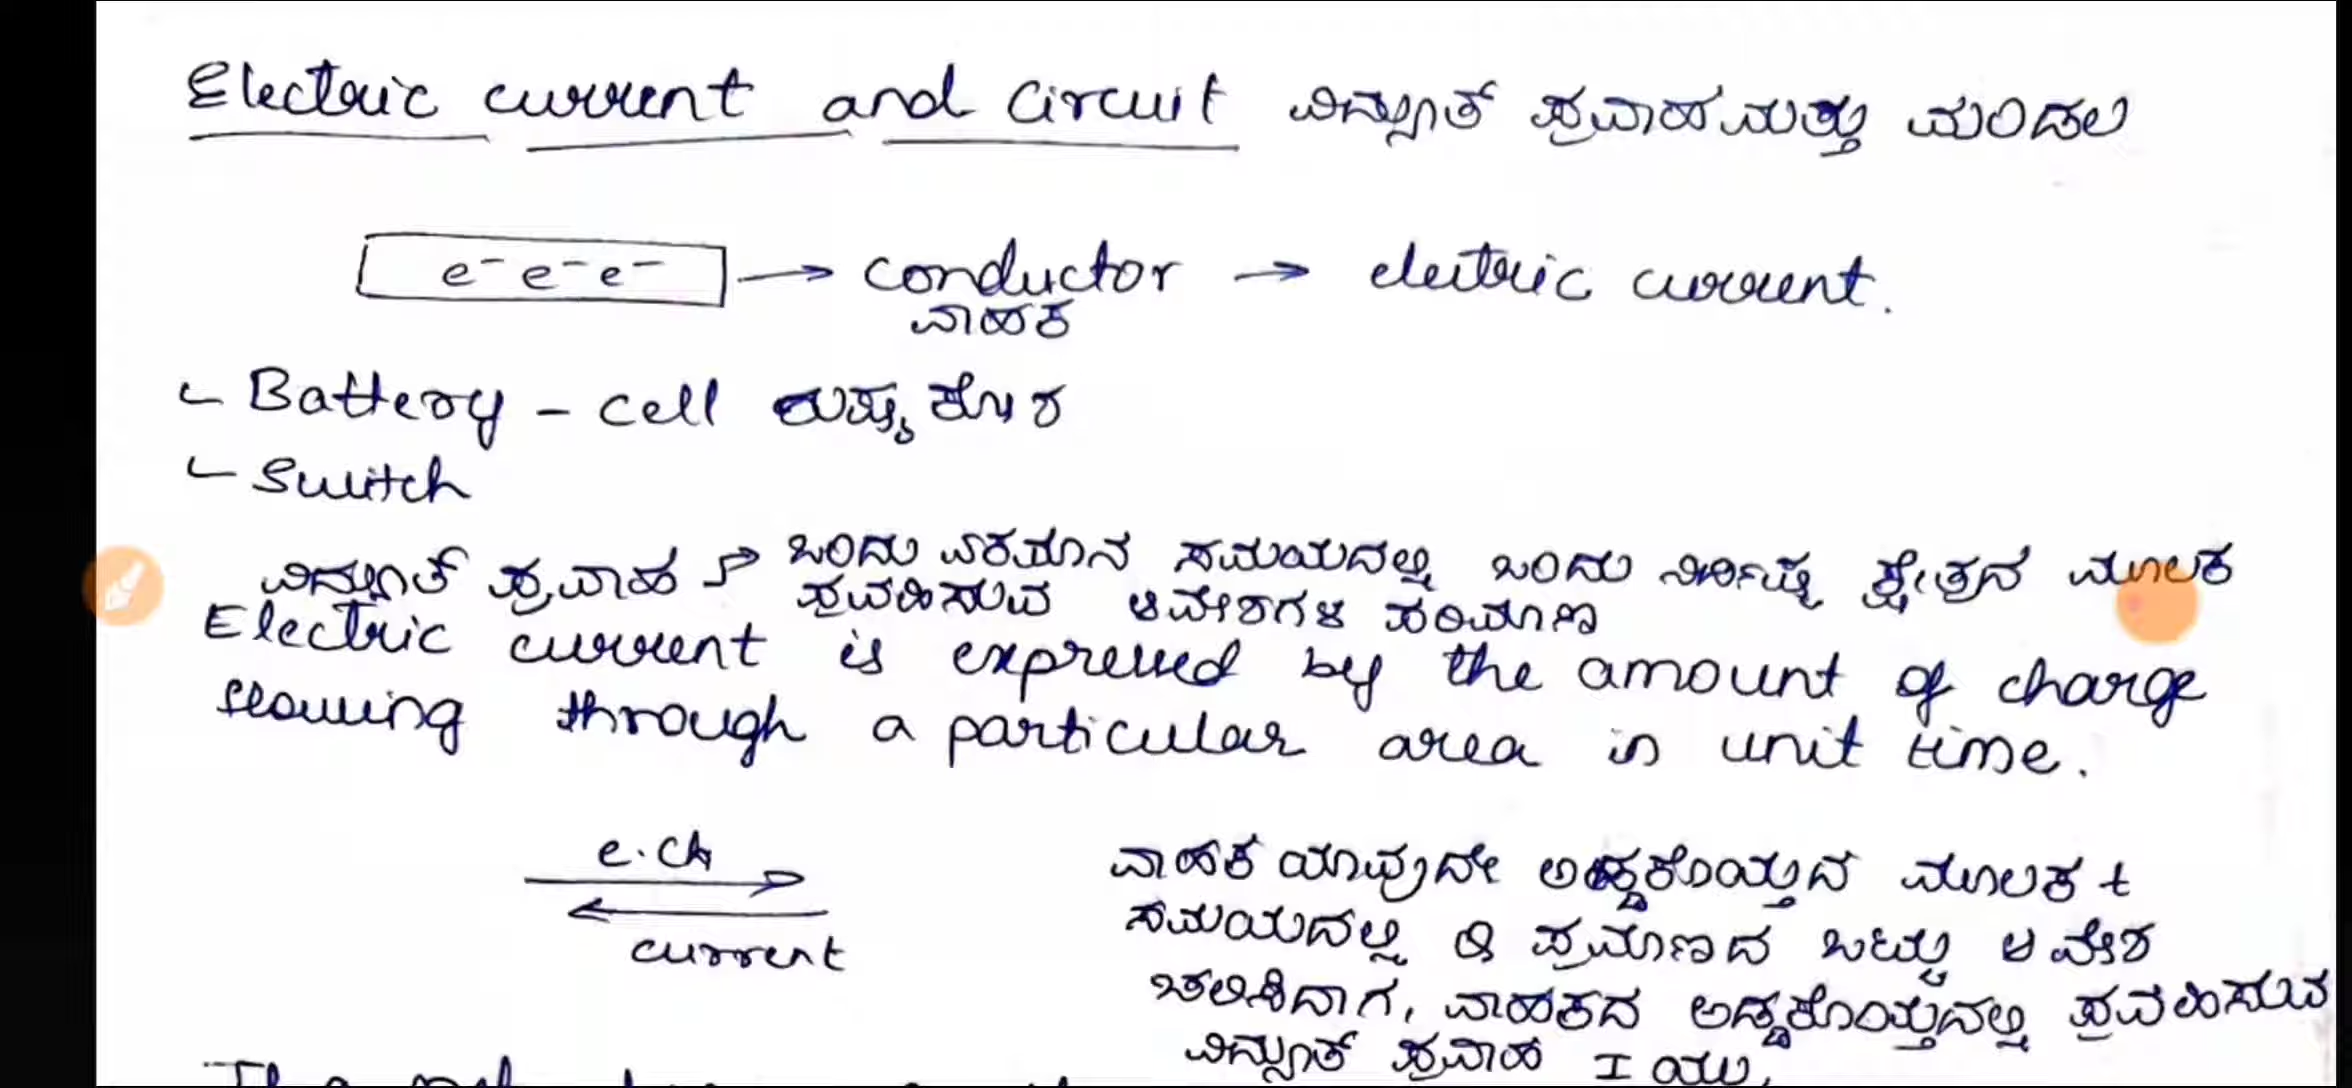 Electric current and circuit ವಿದ್ಯುತ್ ಪ್ರವಾಹ ಮತ್ತು ಮಂಡಲ
e⁻ e⁻ e⁻ → conductor → electric current.
ವಾಹಕ
Battery - cell ಶುಷ್ಕ ಕೋಶ
Switch
ವಿದ್ಯುತ್ ಪ್ರವಾಹ → ಒಂದು ಏಕಮಾನ ಸಮಯದಲ್ಲಿ ಒಂದು ನಿರ್ದಿಷ್ಟ ಕ್ಷೇತ್ರದ ಮೂಲಕ
ಪ್ರವಹಿಸುವ ಆವೇಶಗಳ ಪರಿಮಾಣ
Electric current is expressed by the amount of charge
flowing through a particular area in unit time.
e.ch
current
ವಾಹಕ ಯಾವುದೇ ಅಡ್ಡಕೊಯ್ತದ ಮೂಲಕ t
ಸಮಯದಲ್ಲಿ Q ಪ್ರಮಾಣದ ಒಟ್ಟು ಆವೇಶ
ಚಲಿಸಿದಾಗ, ವಾಹಕದ ಅಡ್ಡಕೊಯ್ತದಲ್ಲಿ ಪ್ರವಹಿಸುವ
ವಿದ್ಯುತ್ ಪ್ರವಾಹ I ಯು,